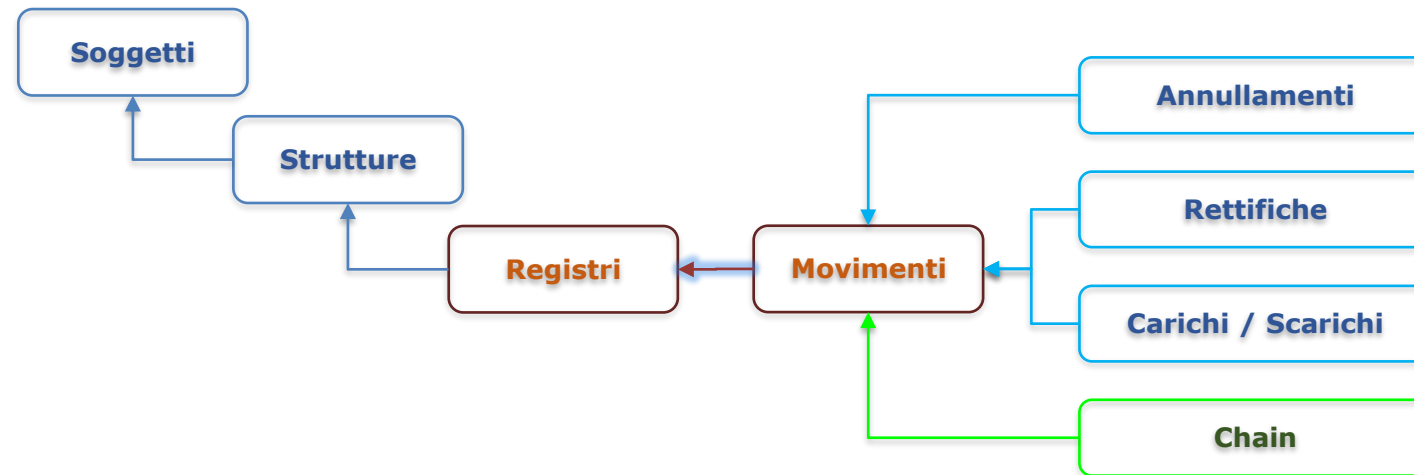 Soggetti
Annullamenti
Strutture
Rettifiche
Registri
Movimenti
Carichi / Scarichi
Chain